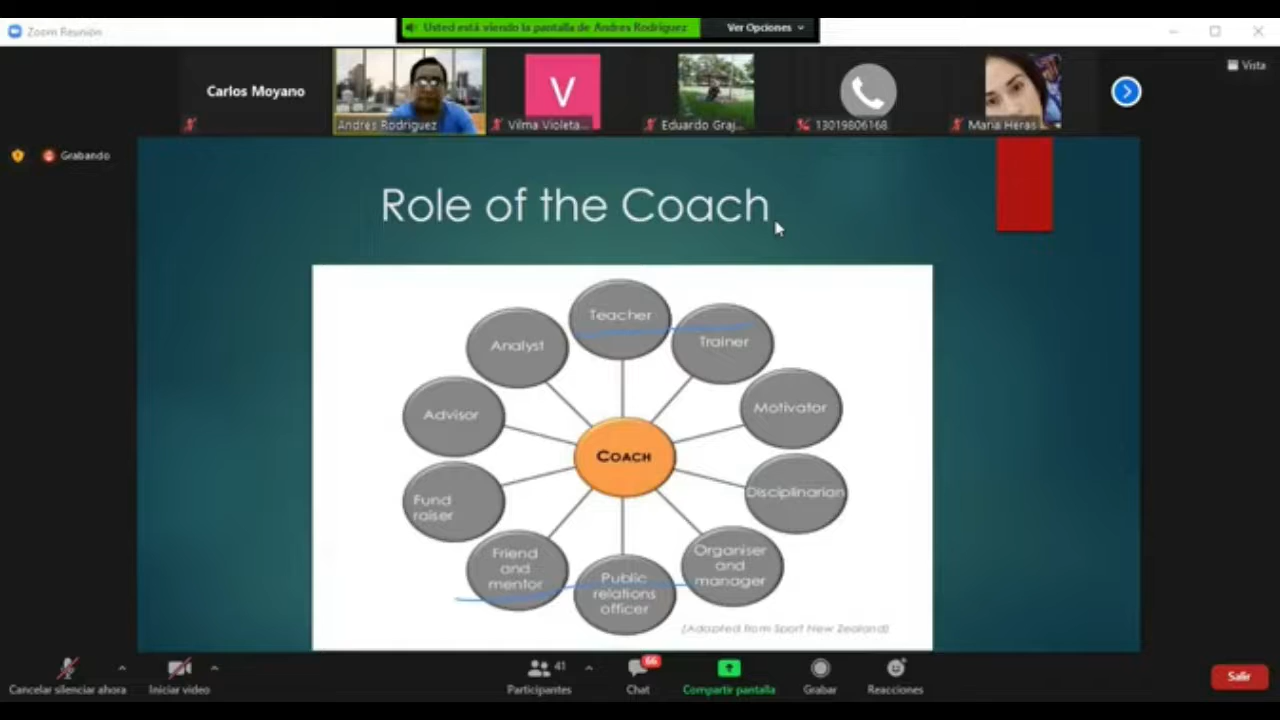 Zoom Reunión
Usted está viendo la pantalla de Andres Rodriguez
Ver Opciones
Vista
Carlos Moyano
Andres Rodriguez
V
Vilma Violeta...
Eduardo Graj...
13019806168
Maria Heras
Grabando
Role of the Coach
Teacher
Trainer
Motivator
Disciplinarian
Organiser
and
manager
Public
relations
officer
Friend
and
mentor
Fund
raiser
Advisor
Analyst
COACH
(Adapted from Sport New Zealand)
Cancelar silenciar ahora
Iniciar video
41
Participantes
66
Chat
Compartir pantalla
Grabar
Reacciones
Salir